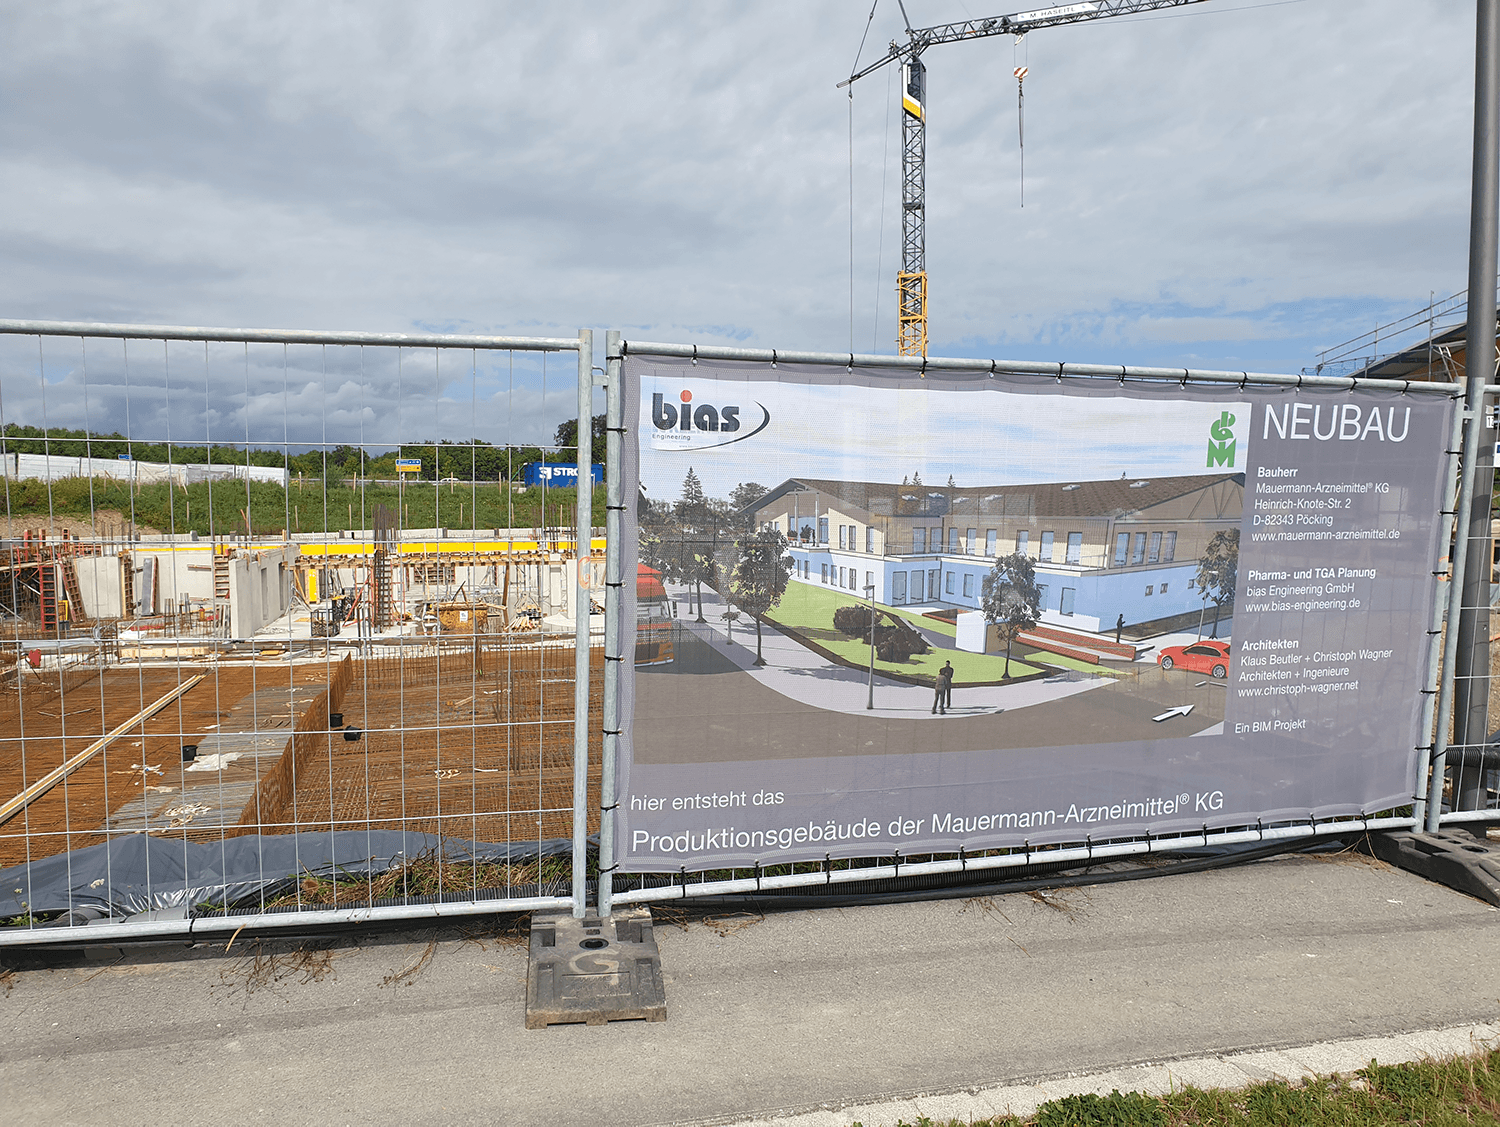 M. HASEITL
STRO
bias
Engineering
NEUBAU
Bauherr
Mauermann-Arzneimittel® KG
Heinrich-Knote-Str. 2
D-82343 Pöcking
www.mauermann-arzneimittel.de
Pharma- und TGA Planung
bias Engineering GmbH
www.bias-engineering.de
Architekten
Klaus Beutler + Christoph Wagner
Architekten + Ingenieure
www.christoph-wagner.net
Ein BIM Projekt
hier entsteht das
Produktionsgebäude der Mauermann-Arzneimittel® KG